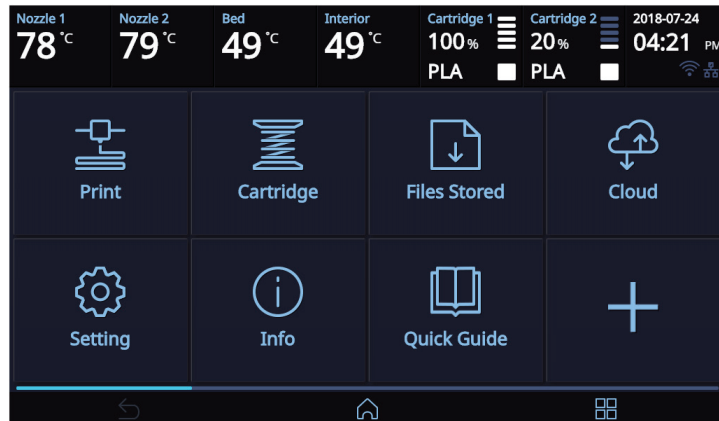 Nozzle 1
78 °C
Nozzle 2
79 °C
Bed
49 °C
Interior
49 °C
Cartridge 1
100 %
PLA
Cartridge 2
20 %
PLA
2018-07-24
04:21 PM
Print
Cartridge
Files Stored
Cloud
Setting
Info
Quick Guide